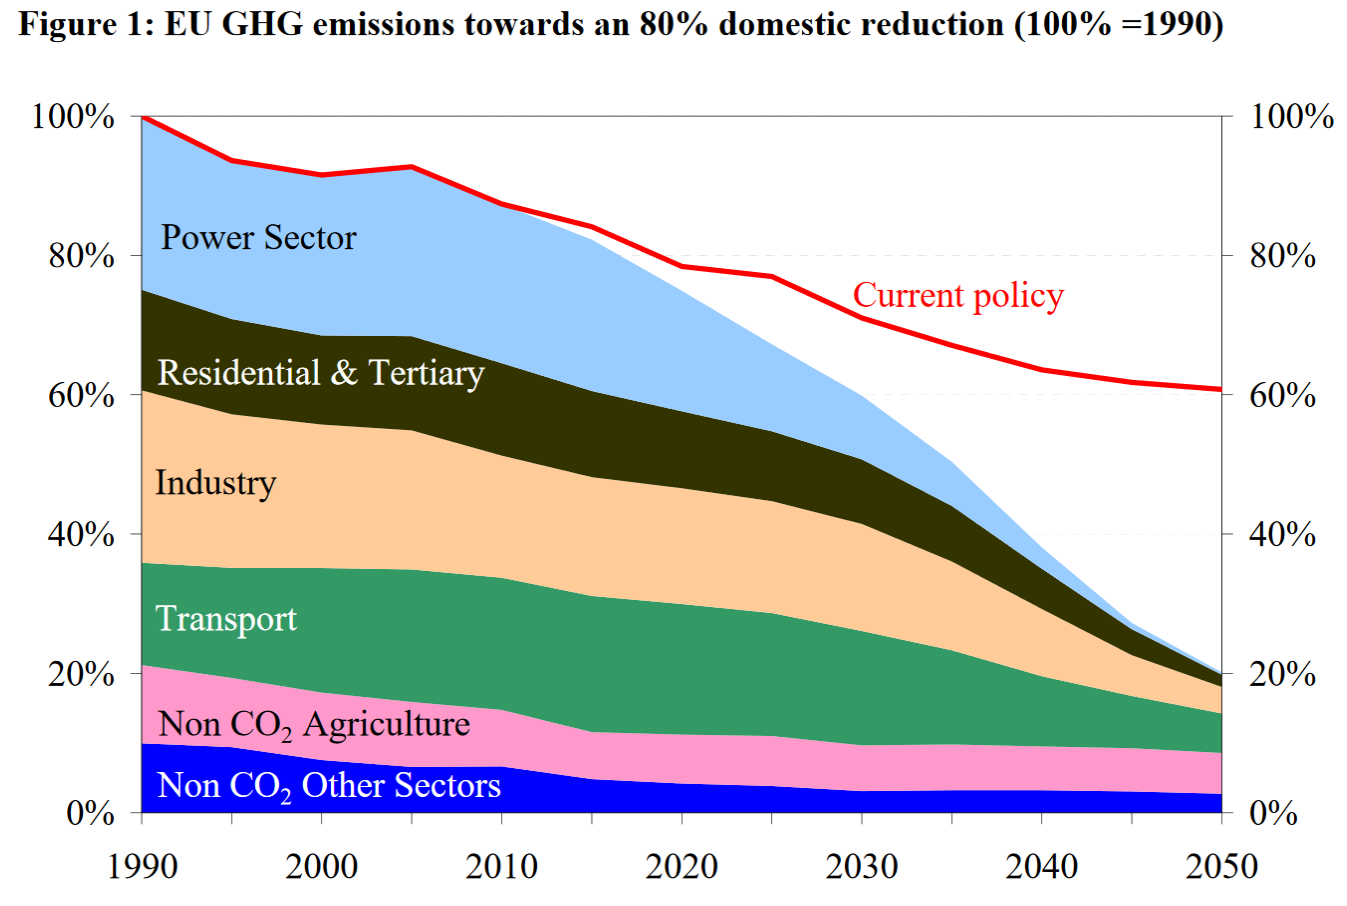 Figure 1: EU GHG emissions towards an 80% domestic reduction (100% =1990)
100%
100%
Power Sector
80%
80%
Current policy
Residential & Tertiary
60%
60%
Industry
40%
40%
Transport
20%
20%
Non CO2 Agriculture
Non CO2 Other Sectors
0%
0%
1990 2000 2010 2020 2030 2040 2050